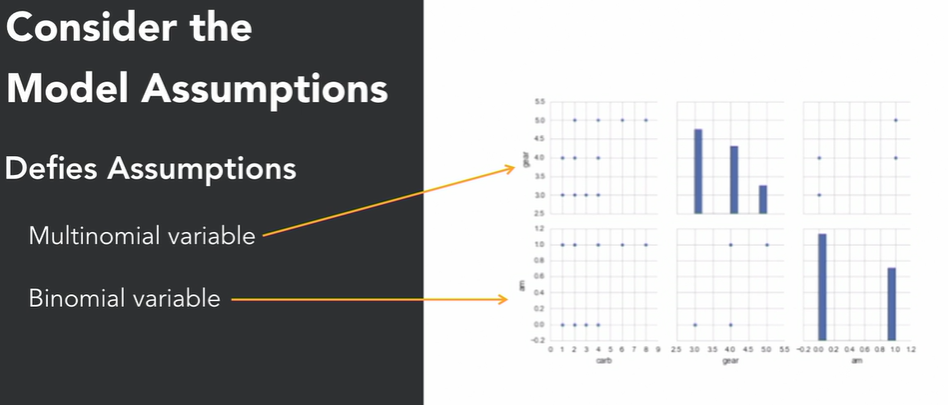 Consider the
Model Assumptions
Defies Assumptions
Multinomial variable
Binomial variable
5.5
5.0
4.5
4.0
3.5
3.0
2.5
gear
1.2
1.0
0.8
0.6
0.4
0.2
0.0
−0.2
am
0 1 2 3 4 5 6 7 8 9
carb
2.5 3.0 3.5 4.0 4.5 5.0 5.5
gear
−0.2 0.0 0.2 0.4 0.6 0.8 1.0 1.2
am